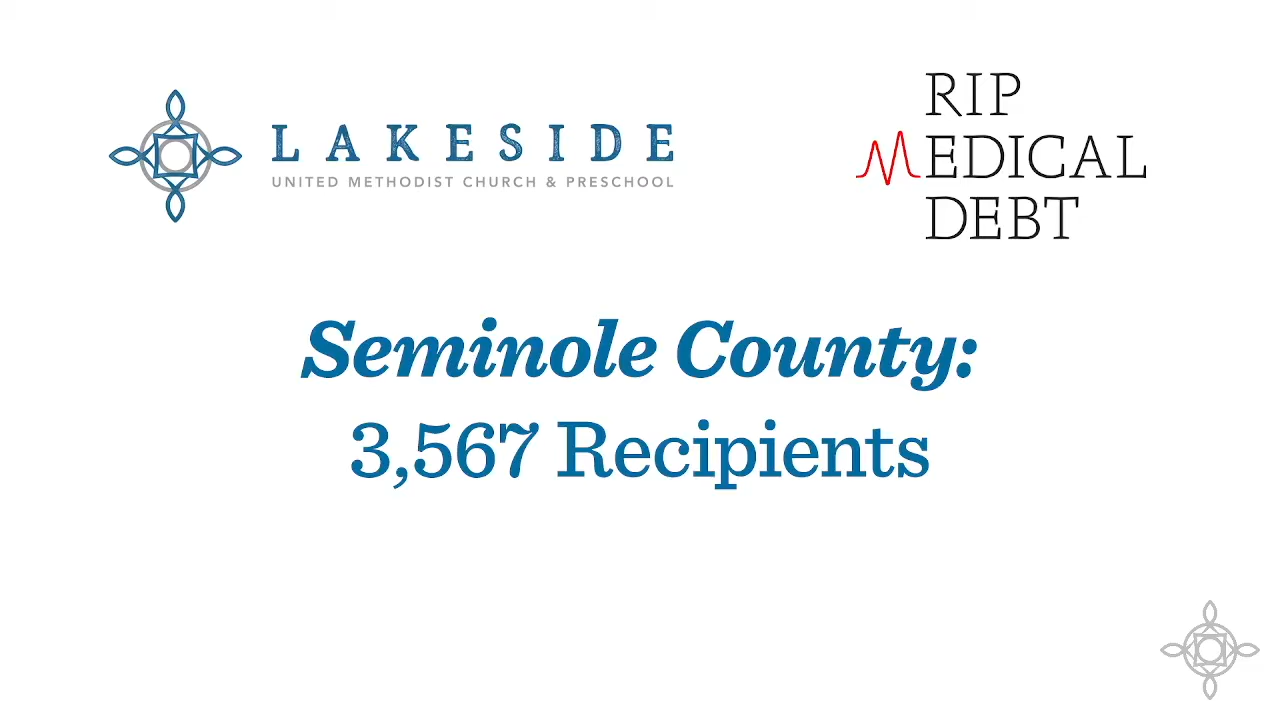 LAKESIDE
UNITED METHODIST CHURCH & PRESCHOOL
RIP
MEDICAL
DEBT
Seminole County:
3,567 Recipients